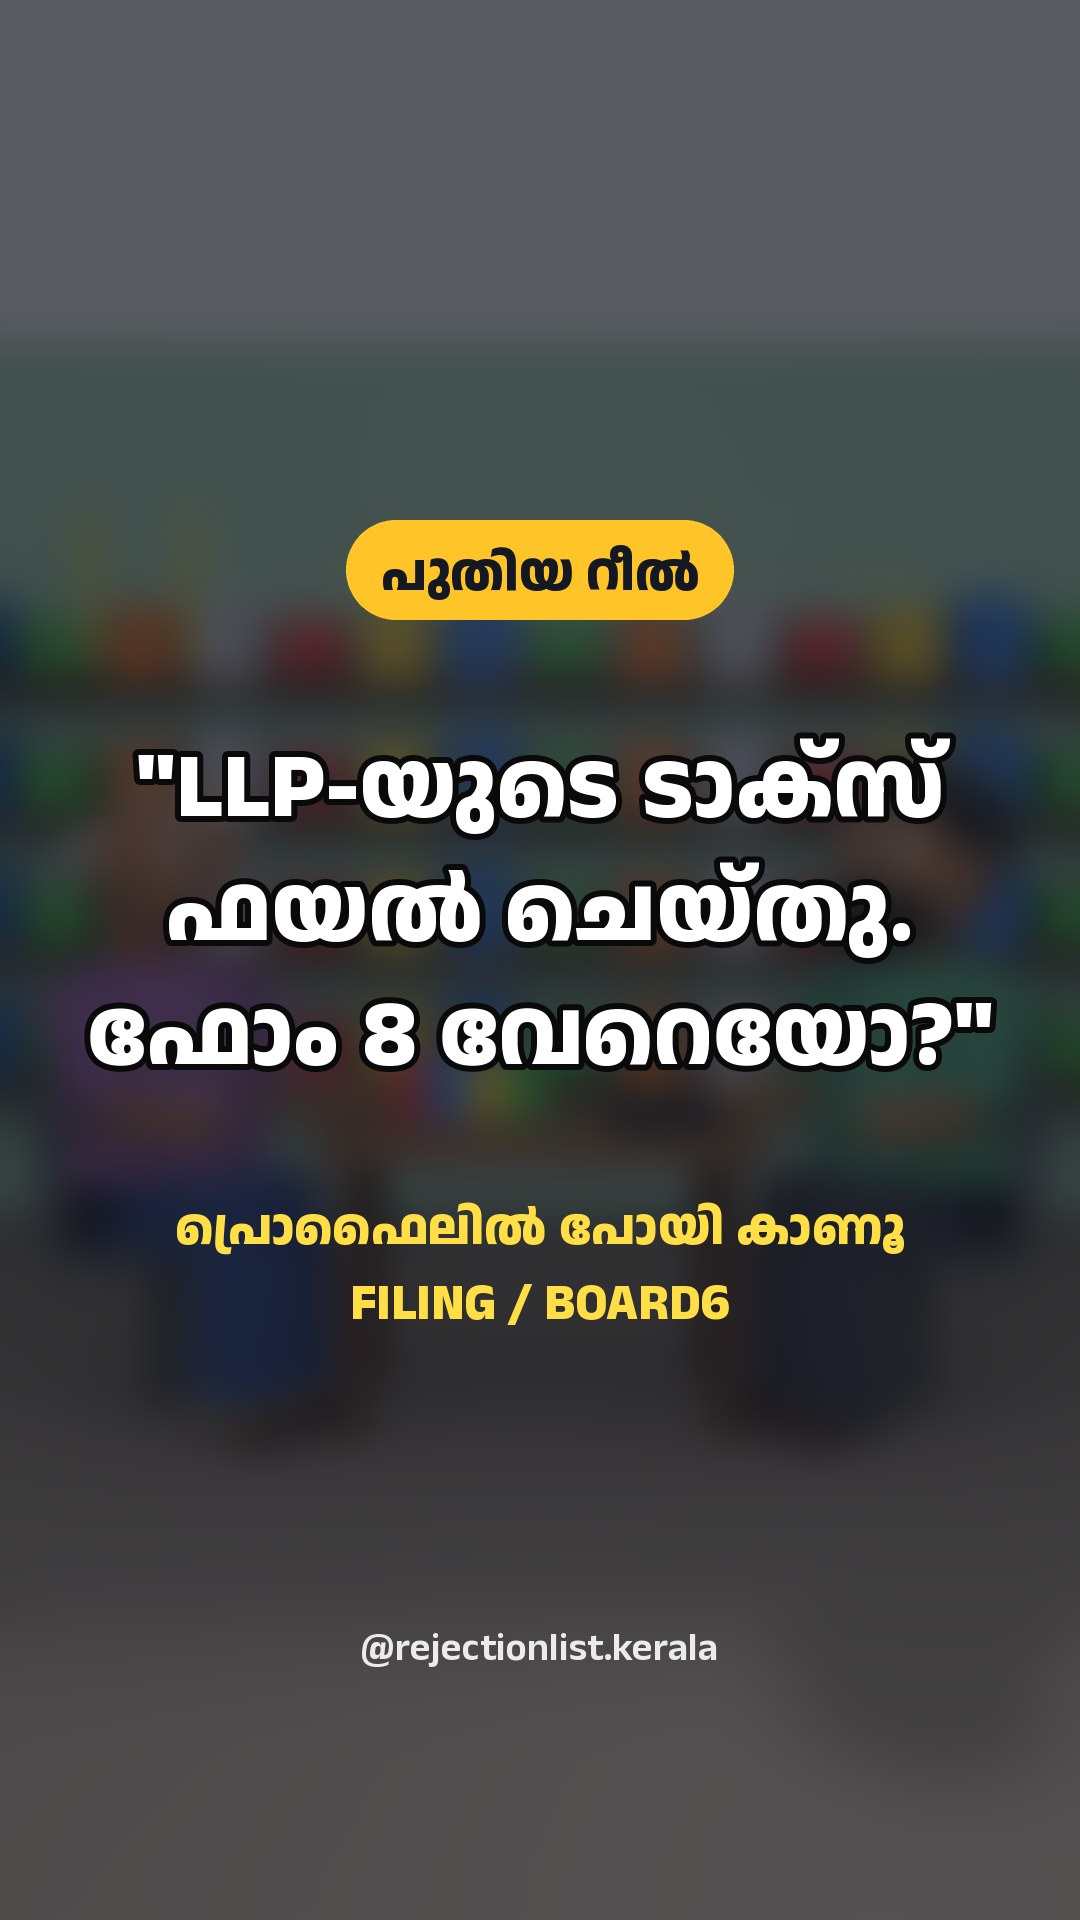 പുതിയ റീൽ
"LLP-യുടെ ടാക്സ്
ഫയൽ ചെയ്തു.
ഫോം 8 വേറെയോ?"
പ്രൊഫൈലിൽ പോയി കാണൂ
FILING / BOARD6
@rejectionlist.kerala